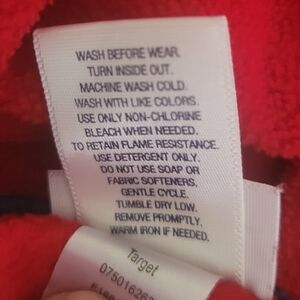 WASH BEFORE WEAR.
TURN INSIDE OUT.
MACHINE WASH COLD.
WASH WITH LIKE COLORS.
USE ONLY NON-CHLORINE
BLEACH WHEN NEEDED.
TO RETAIN FLAME RESISTANCE.
USE DETERGENT ONLY.
DO NOT USE SOAP OR
FABRIC SOFTENERS.
GENTLE CYCLE.
TUMBLE DRY LOW.
REMOVE PROMPTLY.
WARM IRON IF NEEDED.
Target